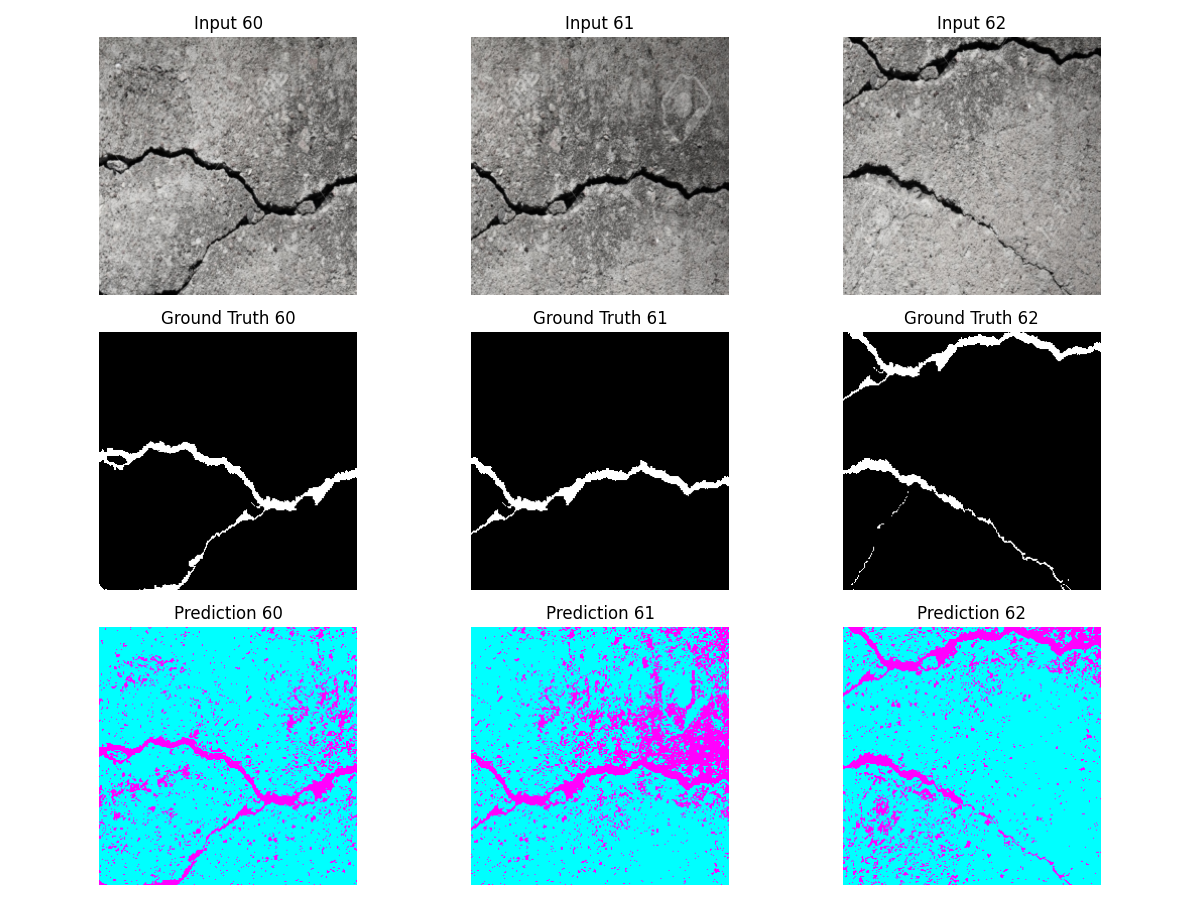 Input 60
Input 61
Input 62
Ground Truth 60
Ground Truth 61
Ground Truth 62
Prediction 60
Prediction 61
Prediction 62